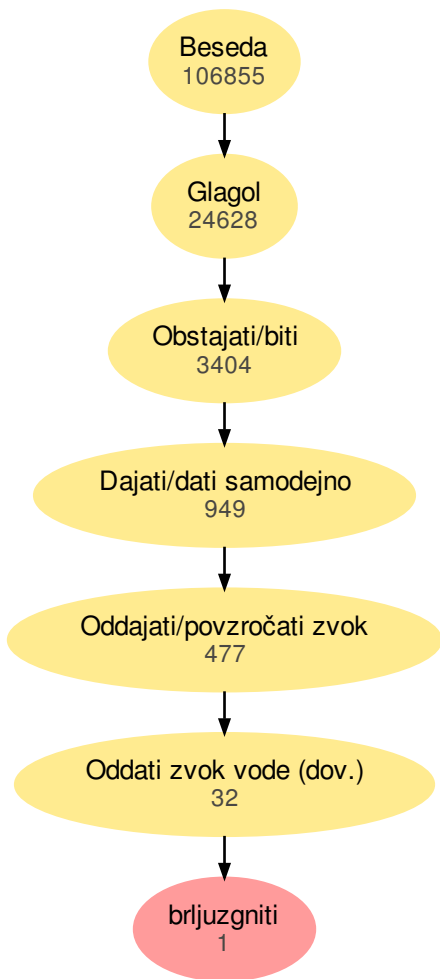 Beseda
106855
Glagol
24628
Obstajati/biti
3404
Dajati/dati samodejno
949
Oddajati/povzročati zvok
477
Oddati zvok vode (dov.)
32
brljuzgniti
1